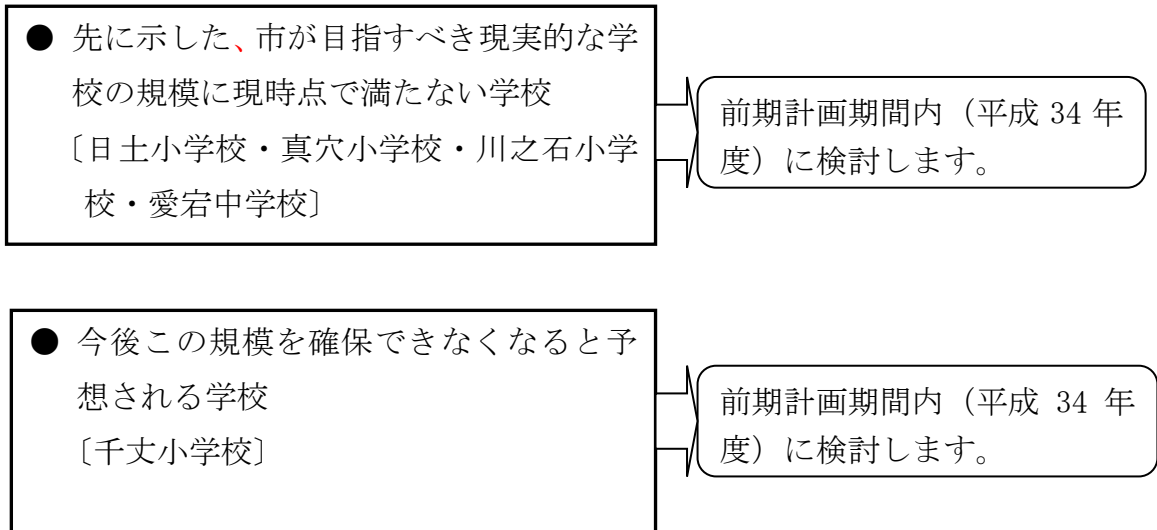 ● 先に示した、市が目指すべき現実的な学
校の規模に現時点で満たない学校
〔日土小学校・真穴小学校・川之石小学
校・愛宕中学校〕
前期計画期間内（平成 34 年
度）に検討します。
● 今後この規模を確保できなくなると予
想される学校
〔千丈小学校〕
前期計画期間内（平成 34 年
度）に検討します。